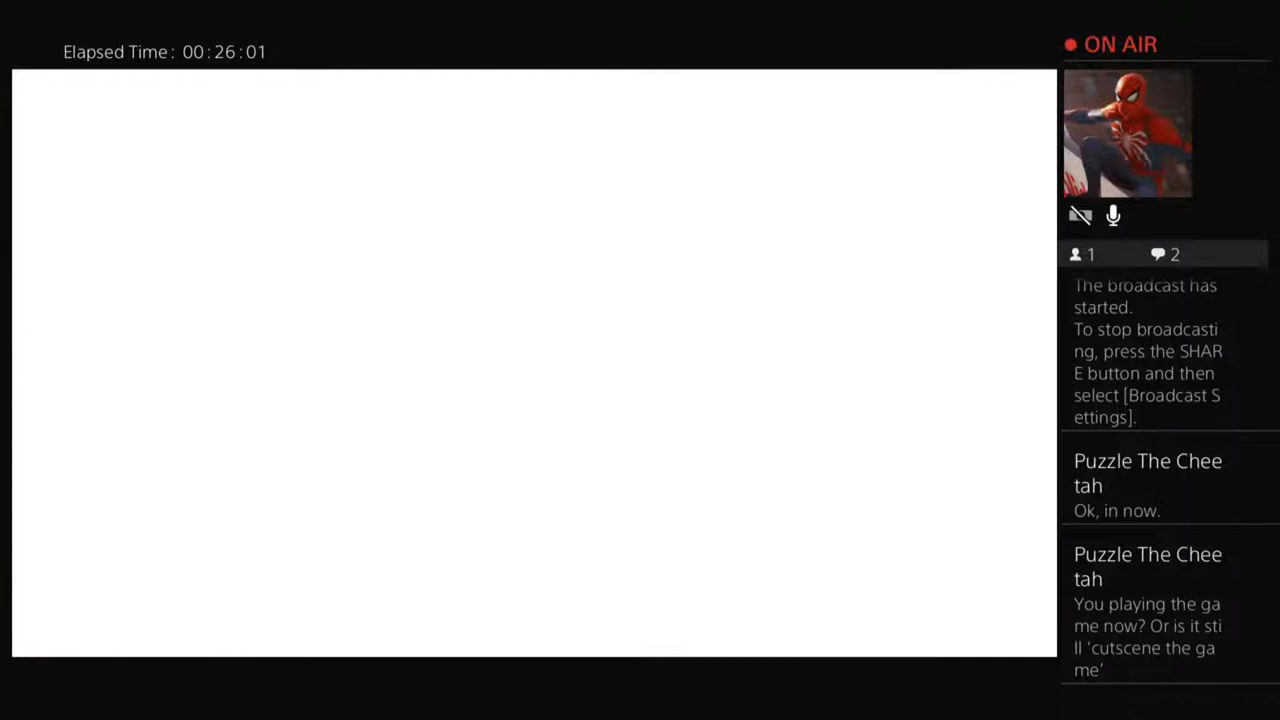 Elapsed Time: 00:26:01
ON AIR
1 2
The broadcast has
started.
To stop broadcasti
ng, press the SHAR
E button and then
select [Broadcast S
ettings].
Puzzle The Chee
tah
Ok, in now.
Puzzle The Chee
tah
You playing the ga
me now? Or is it sti
ll ‘cutscene the ga
me’